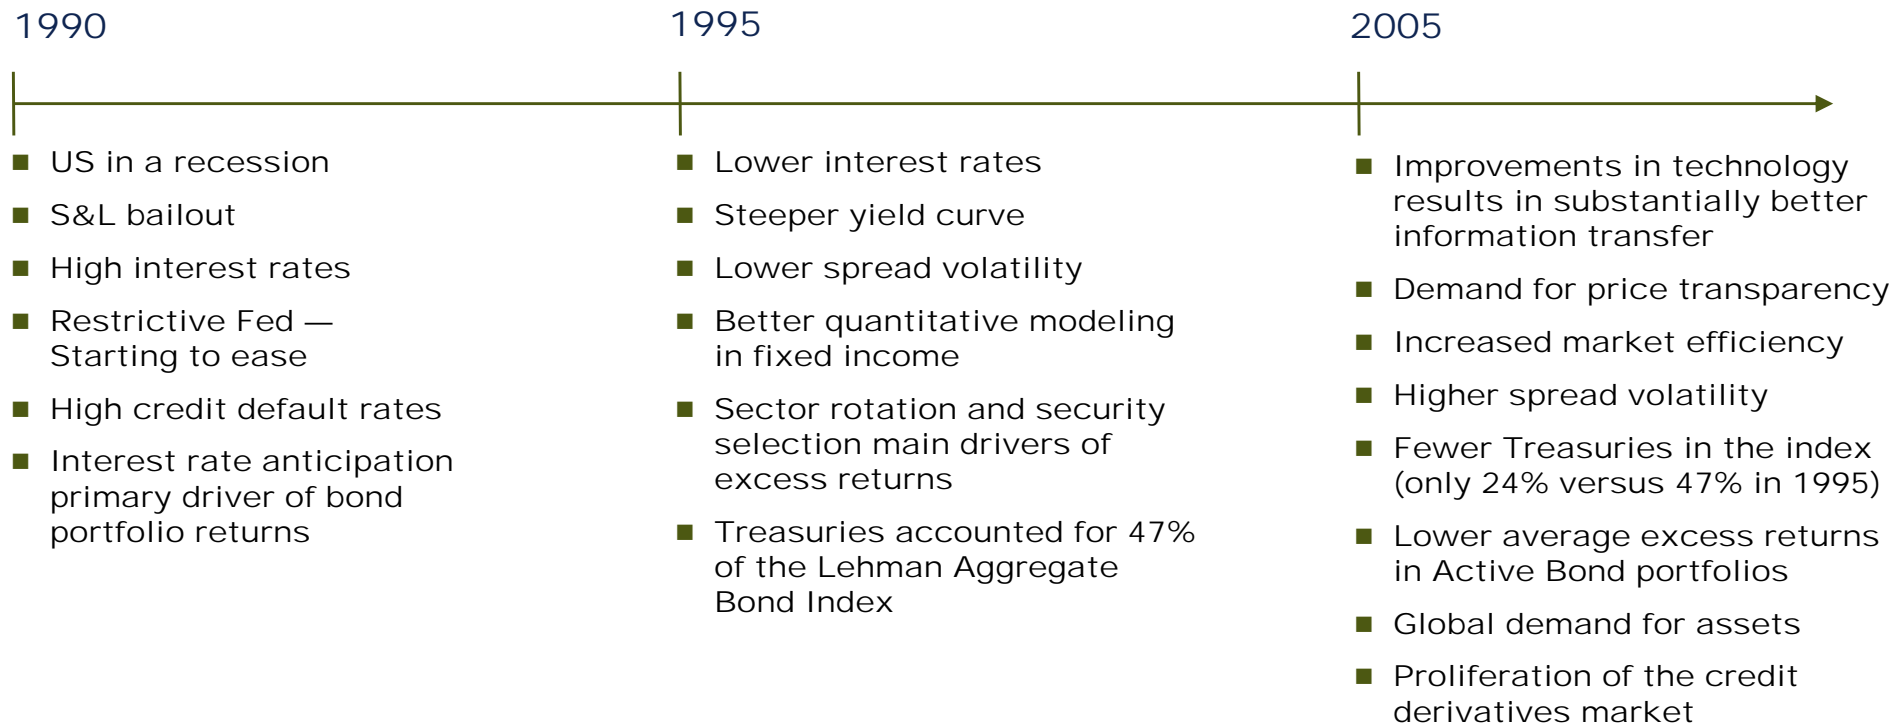 1990
US in a recession
S&L bailout
High interest rates
Restrictive Fed —
Starting to ease
High credit default rates
Interest rate anticipation
primary driver of bond
portfolio returns
1995
Lower interest rates
Steeper yield curve
Lower spread volatility
Better quantitative modeling
in fixed income
Sector rotation and security
selection main drivers of
excess returns
Treasuries accounted for 47%
of the Lehman Aggregate
Bond Index
2005
Improvements in technology
results in substantially better
information transfer
Demand for price transparency
Increased market efficiency
Higher spread volatility
Fewer Treasuries in the index
(only 24% versus 47% in 1995)
Lower average excess returns
in Active Bond portfolios
Global demand for assets
Proliferation of the credit
derivatives market